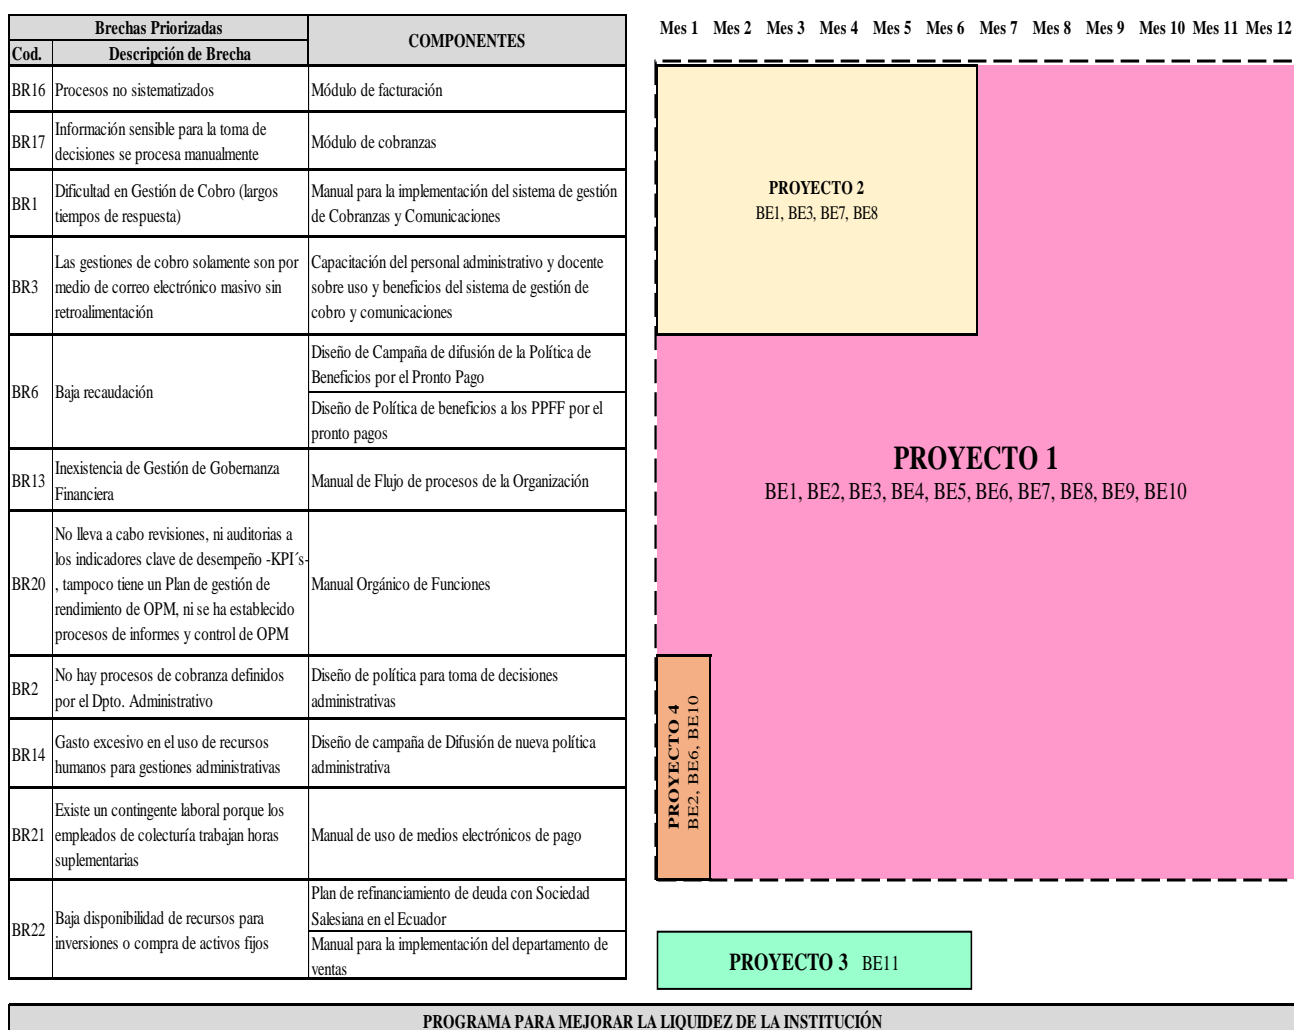 Brechas Priorizadas
COMPONENTES
Cod.
Descripción de Brecha
Mes 1 Mes 2 Mes 3 Mes 4 Mes 5 Mes 6 Mes 7 Mes 8 Mes 9 Mes 10 Mes 11 Mes 12
BR16
Procesos no sistematizados
Módulo de facturación
BR17
Información sensible para la toma de
decisiones se procesa manualmente
Módulo de cobranzas
BR1
Dificultad en Gestión de Cobro (largos
tiempos de respuesta)
Manual para la implementación del sistema de gestión
de Cobranzas y Comunicaciones
BR3
Las gestiones de cobro solamente son por
medio de correo electrónico masivo sin
retroalimentación
Capacitación del personal administrativo y docente
sobre uso y beneficios del sistema de gestión de
cobro y comunicaciones
BR6
Baja recaudación
Diseño de Campaña de difusión de la Política de
Beneficios por el Pronto Pago
Diseño de Política de beneficios a los PPFF por el
pronto pagos
BR13
Inexistencia de Gestión de Gobernanza
Financiera
Manual de Flujo de procesos de la Organización
BR20
No lleva a cabo revisiones, ni auditorias a
los indicadores clave de desempeño -KPI´s-
, tampoco tiene un Plan de gestión de
rendimiento de OPM, ni se ha establecido
procesos de informes y control de OPM
Manual Orgánico de Funciones
BR2
No hay procesos de cobranza definidos
por el Dpto. Administrativo
Diseño de política para toma de decisiones
administrativas
BR14
Gasto excesivo en el uso de recursos
humanos para gestiones administrativas
Diseño de campaña de Difusión de nueva política
administrativa
BR21
Existe un contingente laboral porque los
empleados de colecturía trabajan horas
suplementarias
Manual de uso de medios electrónicos de pago
BR22
Baja disponibilidad de recursos para
inversiones o compra de activos fijos
Plan de refinanciamiento de deuda con Sociedad
Salesiana en el Ecuador
Manual para la implementación del departamento de
ventas
PROYECTO 2
BE1, BE3, BE7, BE8
PROYECTO 1
BE1, BE2, BE3, BE4, BE5, BE6, BE7, BE8, BE9, BE10
PROYECTO 4
BE2, BE6, BE10
PROYECTO 3 BE11
PROGRAMA PARA MEJORAR LA LIQUIDEZ DE LA INSTITUCIÓN